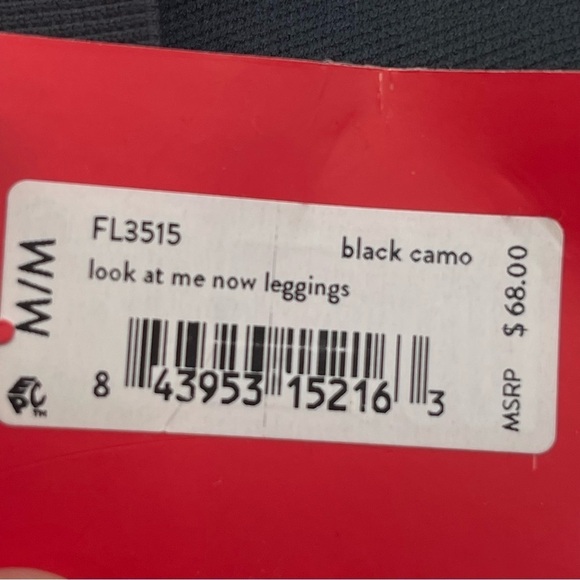 FL3515
black camo
look at me now leggings
M/M
8 43953 15216 3
MSRP $68.00